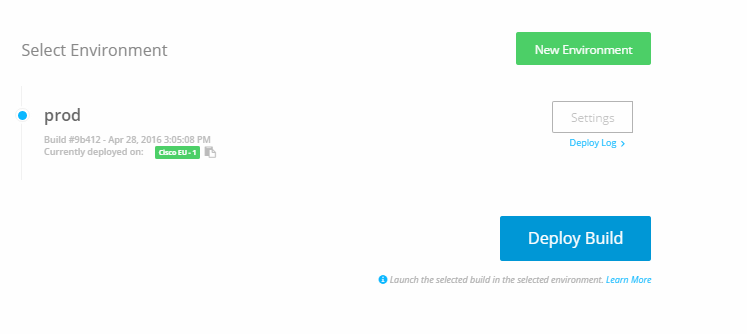 Select Environment
New Environment
prod
Settings
Build #9b412 - Apr 28, 2016 3:05:08 PM
Deploy Log
Currently deployed on: Cisco EU - 1
Deploy Build
Launch the selected build in the selected environment. Learn More